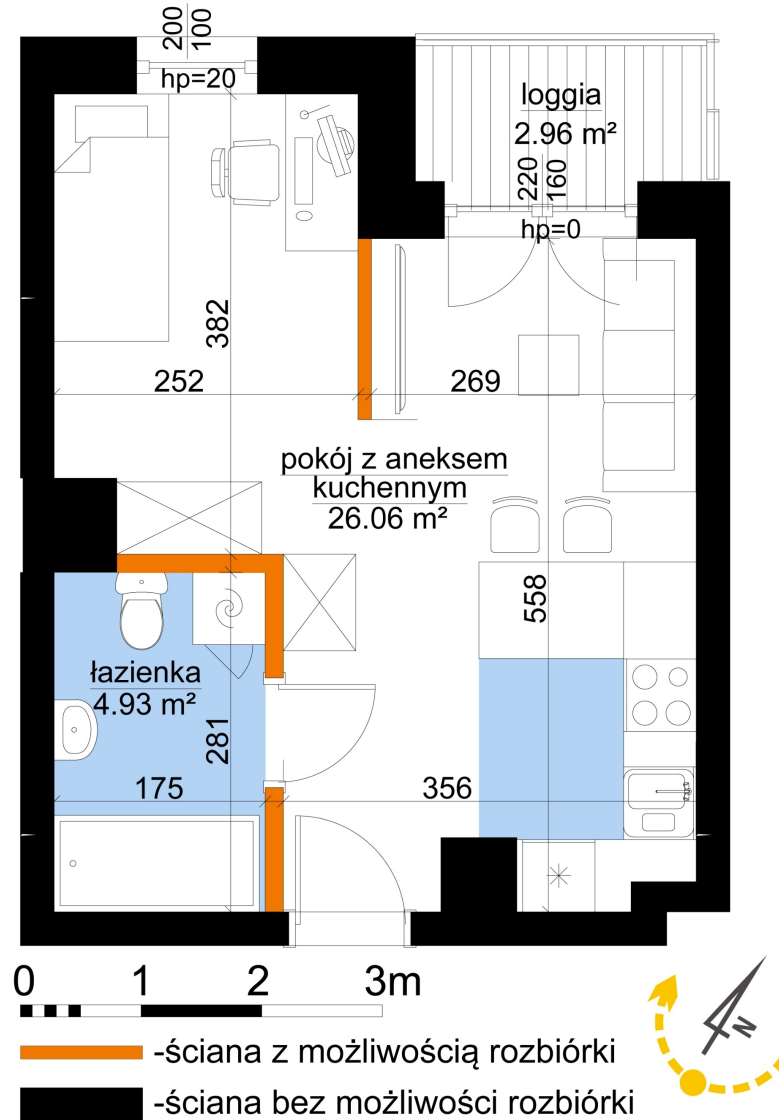 200
100
hp=20
loggia
2.96 m²
220
160
hp=0
382
252
269
pokój z aneksem
kuchennym
26.06 m²
558
łazienka
4.93 m²
281
175
356
0 1 2 3m
N
-ściana z możliwością rozbiórki
-ściana bez możliwości rozbiórki